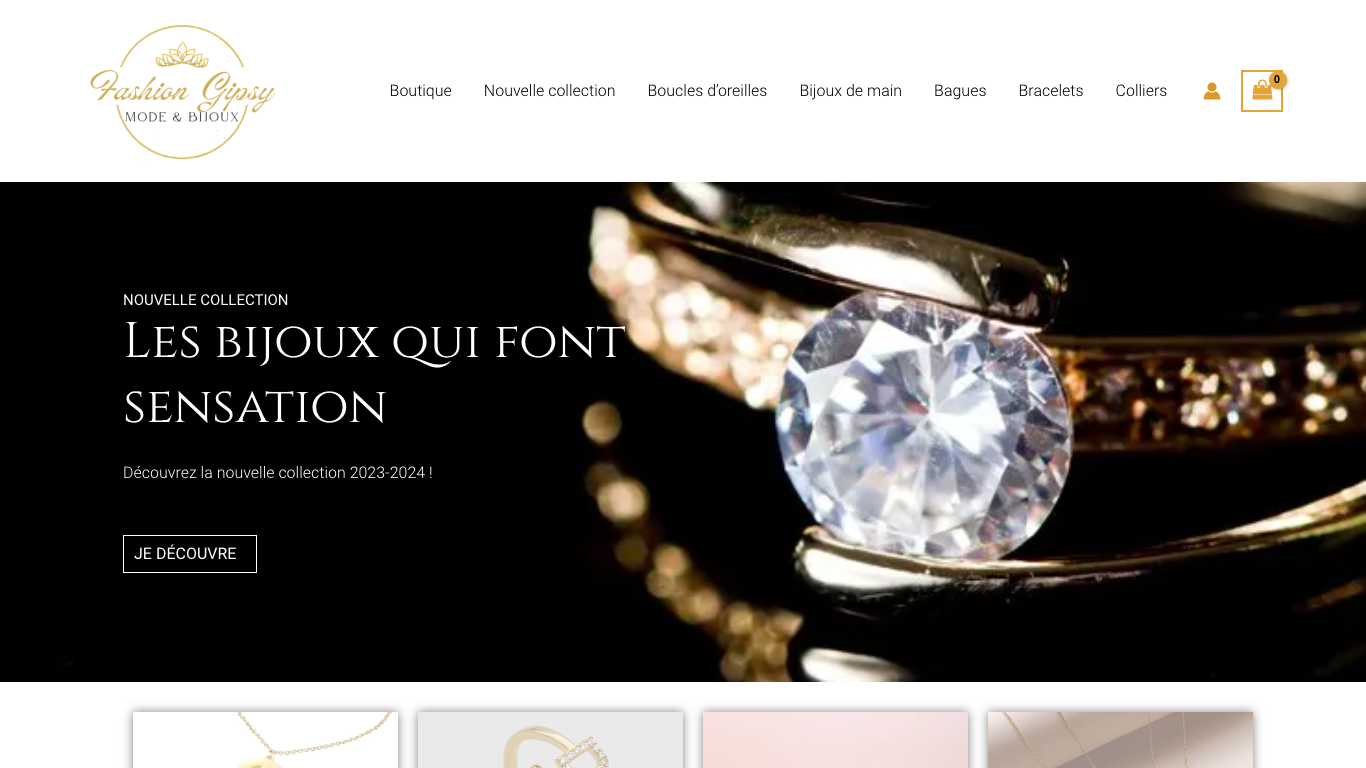 Fashion Gipsy
MODE & BIJOUX
Boutique
Nouvelle collection
Boucles d’oreilles
Bijoux de main
Bagues
Bracelets
Colliers
0
NOUVELLE COLLECTION
Les bijoux qui font
sensation
Découvrez la nouvelle collection 2023-2024 !
JE DÉCOUVRE